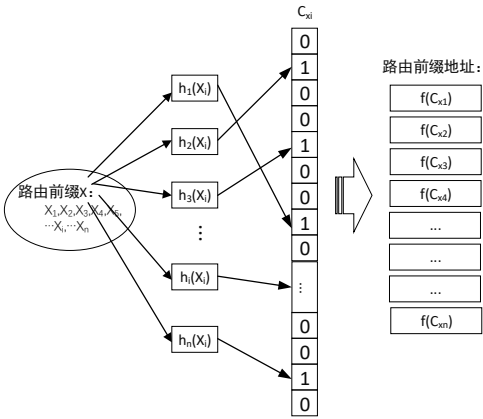 路由前缀X：
X₁,X₂,X₃,X₄,X₅,
…Xᵢ,…Xₙ
h₁(Xᵢ)
h₂(Xᵢ)
h₃(Xᵢ)
⋮
hᵢ(Xᵢ)
hₙ(Xᵢ)
Cₓᵢ
0
1
0
0
1
0
0
1
0
⋮
0
0
1
0
路由前缀地址：
f(Cₓ₁)
f(Cₓ₂)
f(Cₓ₃)
f(Cₓ₄)
...
...
...
f(Cₓₙ)